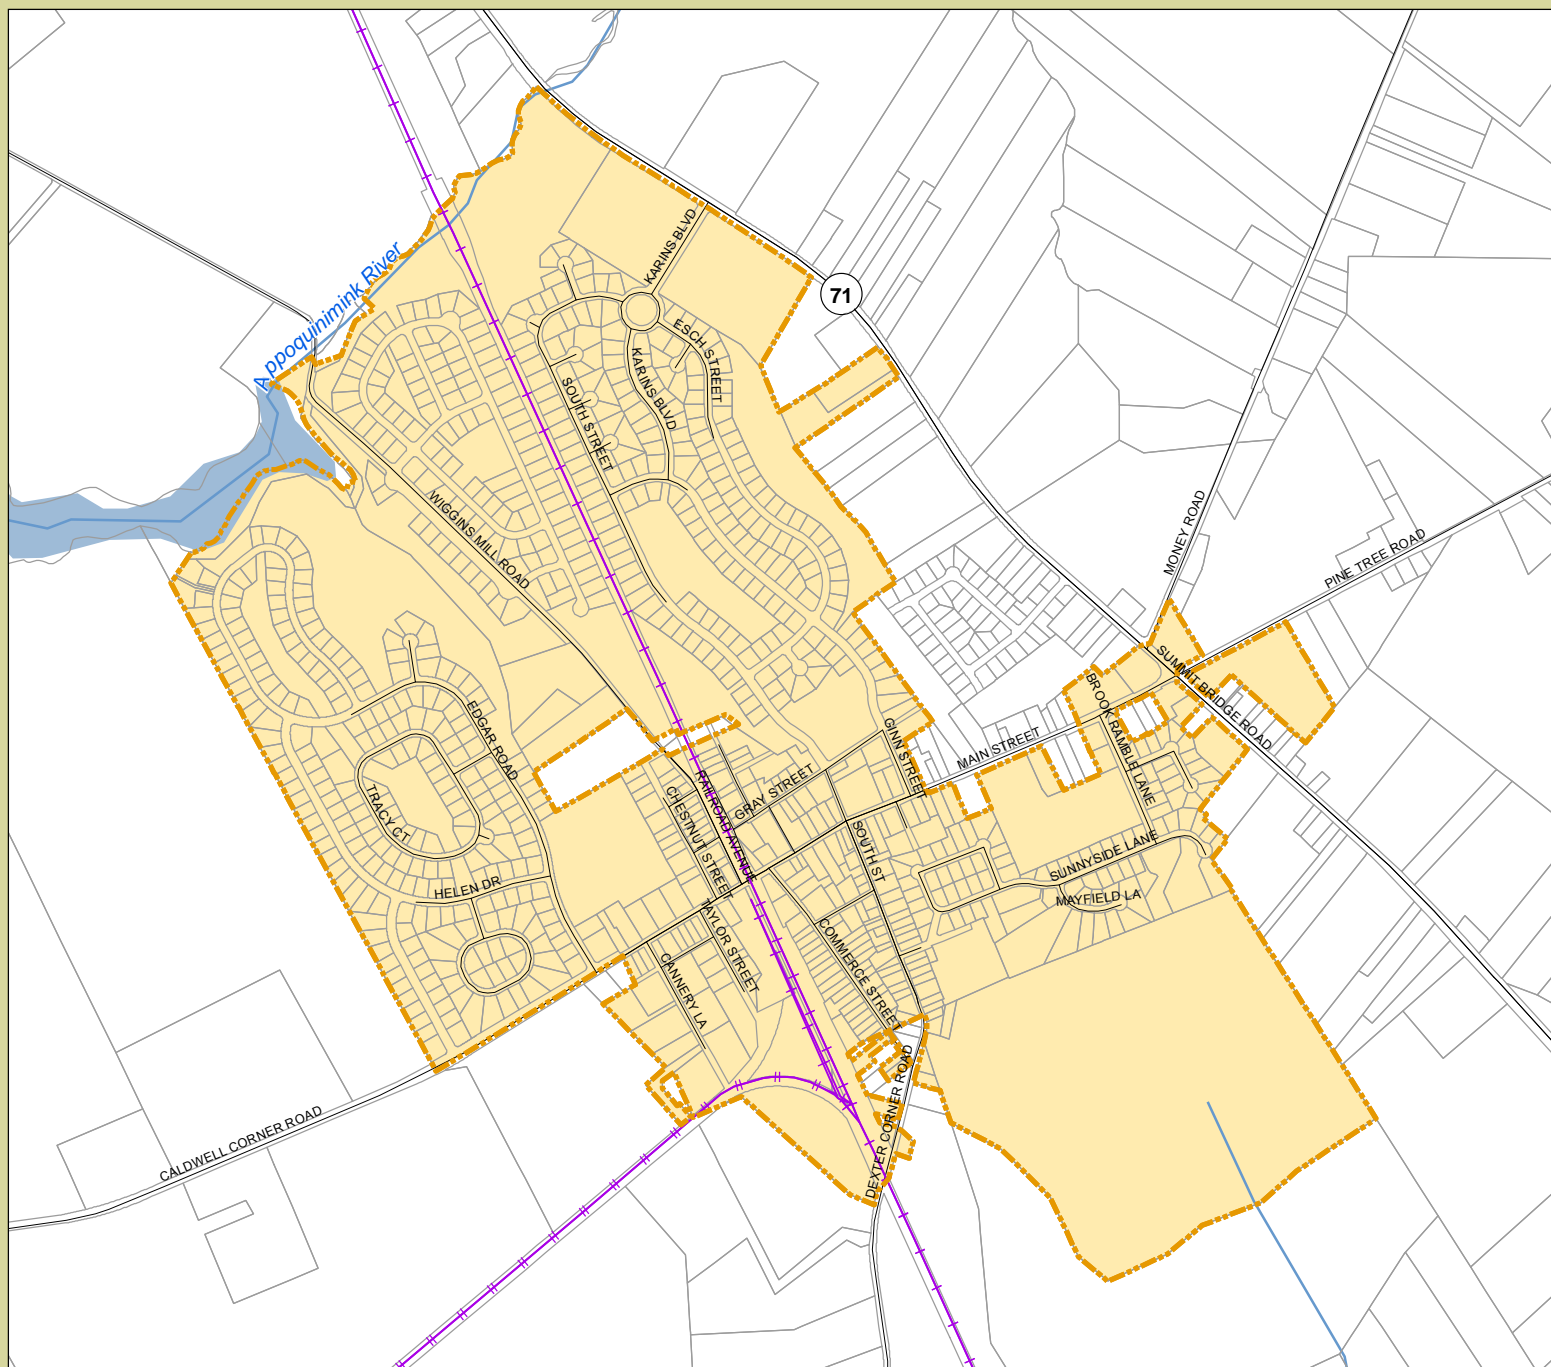 KARINS BLVD
Appoquinimink River
71
ESCH STREET
KARINS BLVD
SOUTH STREET
WIGGINS MILL ROAD
MONEY ROAD
PINE TREE ROAD
SUMMIT BRIDGE ROAD
BROOK RAMBLE LANE
EDGAR ROAD
GINN STREET
MAIN STREET
RAILROAD AVENUE
GRAY STREET
CHESTNUT STREET
TRACY CT
SOUTH ST
SUNNYSIDE LANE
HELEN DR
MAYFIELD LA
TAYLOR STREET
COMMERCE STREET
CANNERY LA
DEXTER CORNER ROAD
CALDWELL CORNER ROAD